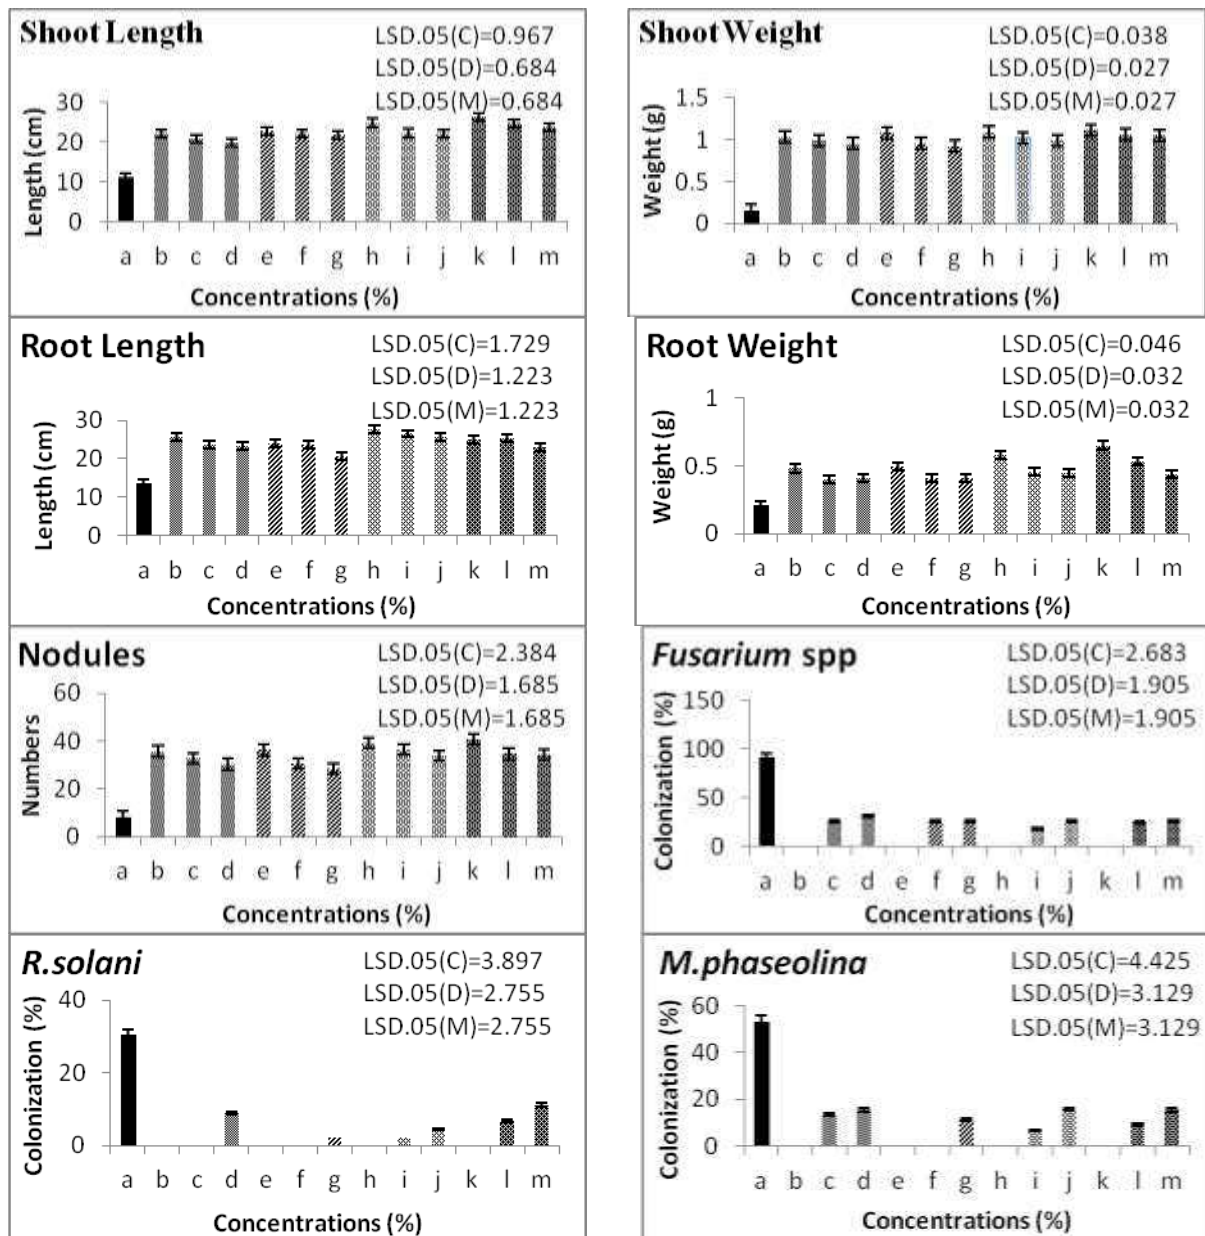 Shoot Length
LSD.05(C)=0.967
LSD.05(D)=0.684
LSD.05(M)=0.684
Length (cm)
30
20
10
0
a b c d e f g h i j k l m
Concentrations (%)
Shoot Weight
LSD.05(C)=0.038
LSD.05(D)=0.027
LSD.05(M)=0.027
Weight (g)
1.5
1
0.5
0
a b c d e f g h i j k l m
Concentrations (%)
Root Length
LSD.05(C)=1.729
LSD.05(D)=1.223
LSD.05(M)=1.223
Length (cm)
30
20
10
0
a b c d e f g h i j k l m
Concentrations (%)
Root Weight
LSD.05(C)=0.046
LSD.05(D)=0.032
LSD.05(M)=0.032
Weight (g)
1
0.5
0
a b c d e f g h i j k l m
Concentrations (%)
Nodules
LSD.05(C)=2.384
LSD.05(D)=1.685
LSD.05(M)=1.685
Numbers
60
40
20
0
a b c d e f g h i j k l m
Concentrations (%)
Fusarium spp
LSD.05(C)=2.683
LSD.05(D)=1.905
LSD.05(M)=1.905
Colonization (%)
150
100
50
0
a b c d e f g h i j k l m
Concentrations (%)
R.solani
LSD.05(C)=3.897
LSD.05(D)=2.755
LSD.05(M)=2.755
Colonization (%)
40
20
0
a b c d e f g h i j k l m
Concentrations (%)
M.phaseolina
LSD.05(C)=4.425
LSD.05(D)=3.129
LSD.05(M)=3.129
Colonization (%)
60
40
20
0
a b c d e f g h i j k l m
Concentrations (%)